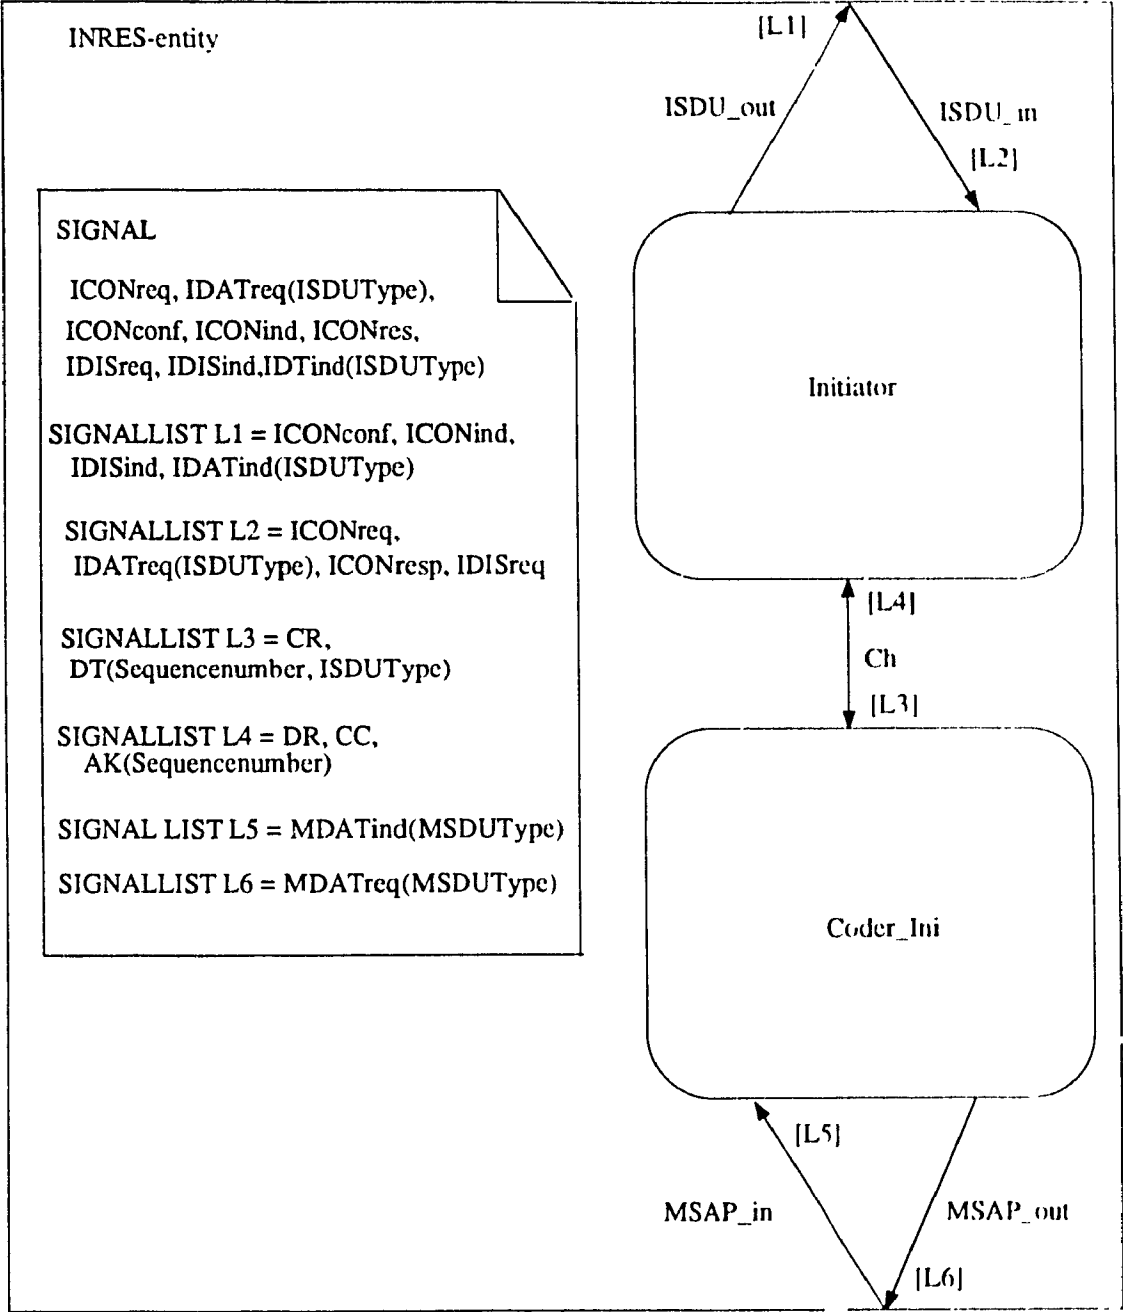 INRES-entity
[L1]
ISDU_out
ISDU_in
[L2]
SIGNAL
ICONreq, IDATreq(ISDUType),
ICONconf, ICONind, ICONres,
IDISreq, IDISind,IDTind(ISDUType)
SIGNALLIST L1 = ICONconf, ICONind,
IDISind, IDATind(ISDUType)
SIGNALLIST L2 = ICONreq,
IDATreq(ISDUType), ICONresp, IDISreq
SIGNALLIST L3 = CR,
DT(Sequencenumber, ISDUType)
SIGNALLIST L4 = DR, CC,
AK(Sequencenumber)
SIGNAL LIST L5 = MDATind(MSDUType)
SIGNALLIST L6 = MDATreq(MSDUType)
Initiator
[L4]
Ch
[L3]
Coder_Ini
[L5]
MSAP_in
MSAP_out
[L6]